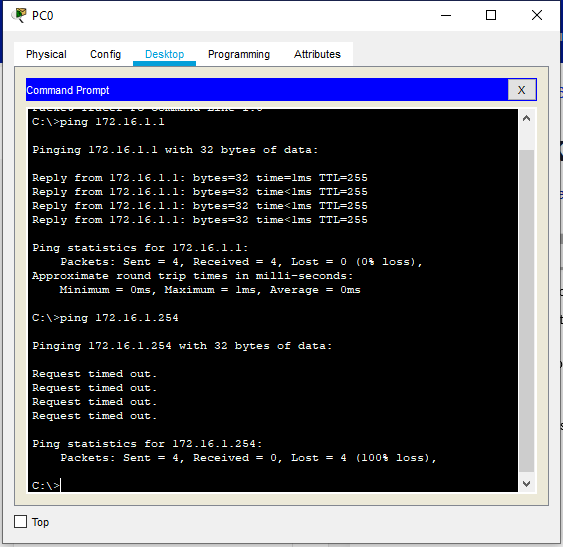 PC0
Physical Config Desktop Programming Attributes
Command Prompt X
C:\>ping 172.16.1.1
Pinging 172.16.1.1 with 32 bytes of data:
Reply from 172.16.1.1: bytes=32 time=1ms TTL=255
Reply from 172.16.1.1: bytes=32 time<1ms TTL=255
Reply from 172.16.1.1: bytes=32 time<1ms TTL=255
Reply from 172.16.1.1: bytes=32 time<1ms TTL=255
Ping statistics for 172.16.1.1:
Packets: Sent = 4, Received = 4, Lost = 0 (0% loss),
Approximate round trip times in milli-seconds:
Minimum = 0ms, Maximum = 1ms, Average = 0ms
C:\>ping 172.16.1.254
Pinging 172.16.1.254 with 32 bytes of data:
Request timed out.
Request timed out.
Request timed out.
Request timed out.
Ping statistics for 172.16.1.254:
Packets: Sent = 4, Received = 0, Lost = 4 (100% loss),
C:\>
Top